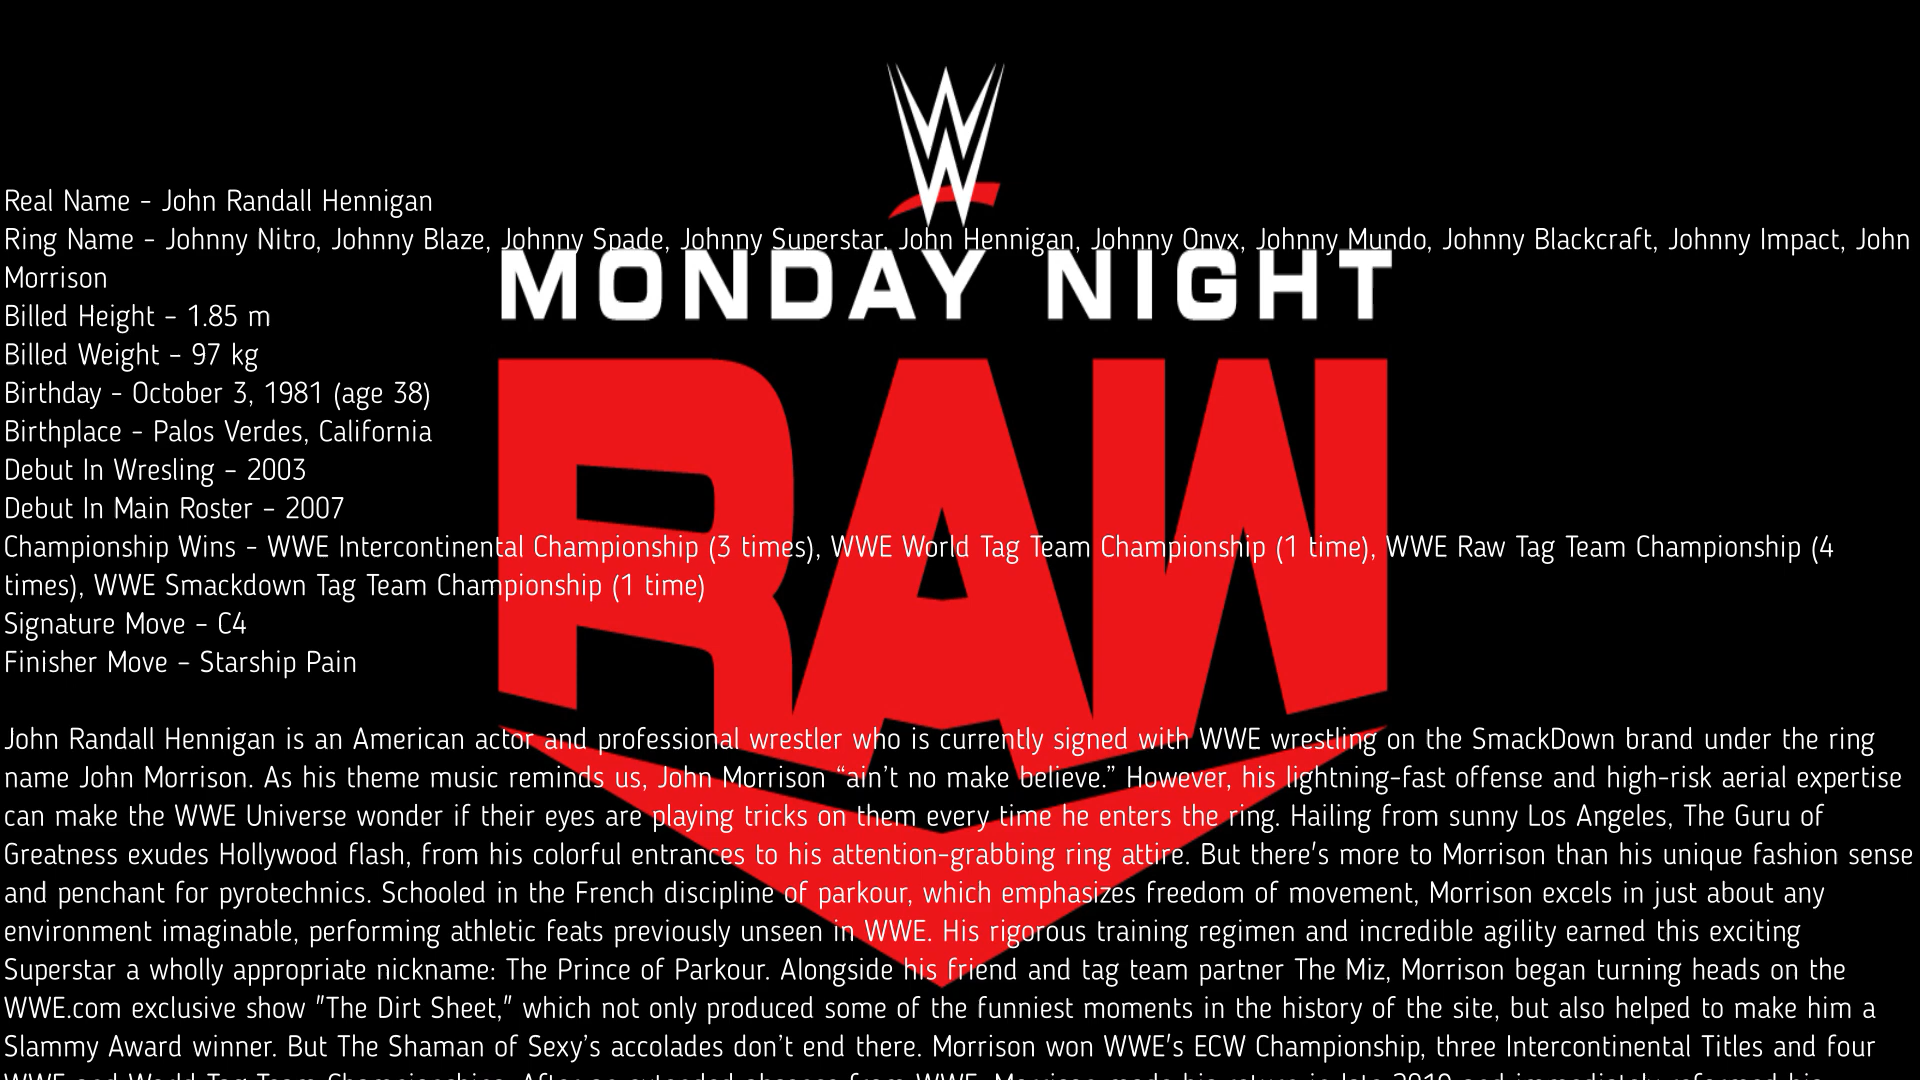 W
MONDAY NIGHT
RAW
Real Name - John Randall Hennigan
Ring Name - Johnny Nitro, Johnny Blaze, Johnny Spade, Johnny Superstar, John Hennigan, Johnny Onyx, Johnny Mundo, Johnny Blackcraft, Johnny Impact, John
Morrison
Billed Height - 1.85 m
Billed Weight - 97 kg
Birthday - October 3, 1981 (age 38)
Birthplace - Palos Verdes, California
Debut In Wresling - 2003
Debut In Main Roster - 2007
Championship Wins - WWE Intercontinental Championship (3 times), WWE World Tag Team Championship (1 time), WWE Raw Tag Team Championship (4
times), WWE Smackdown Tag Team Championship (1 time)
Signature Move - C4
Finisher Move - Starship Pain
John Randall Hennigan is an American actor and professional wrestler who is currently signed with WWE wrestling on the SmackDown brand under the ring
name John Morrison. As his theme music reminds us, John Morrison “ain’t no make believe.” However, his lightning-fast offense and high-risk aerial expertise
can make the WWE Universe wonder if their eyes are playing tricks on them every time he enters the ring. Hailing from sunny Los Angeles, The Guru of
Greatness exudes Hollywood flash, from his colorful entrances to his attention-grabbing ring attire. But there's more to Morrison than his unique fashion sense
and penchant for pyrotechnics. Schooled in the French discipline of parkour, which emphasizes freedom of movement, Morrison excels in just about any
environment imaginable, performing athletic feats previously unseen in WWE. His rigorous training regimen and incredible agility earned this exciting
Superstar a wholly appropriate nickname: The Prince of Parkour. Alongside his friend and tag team partner The Miz, Morrison began turning heads on the
WWE.com exclusive show "The Dirt Sheet," which not only produced some of the funniest moments in the history of the site, but also helped to make him a
Slammy Award winner. But The Shaman of Sexy’s accolades don’t end there. Morrison won WWE's ECW Championship, three Intercontinental Titles and four